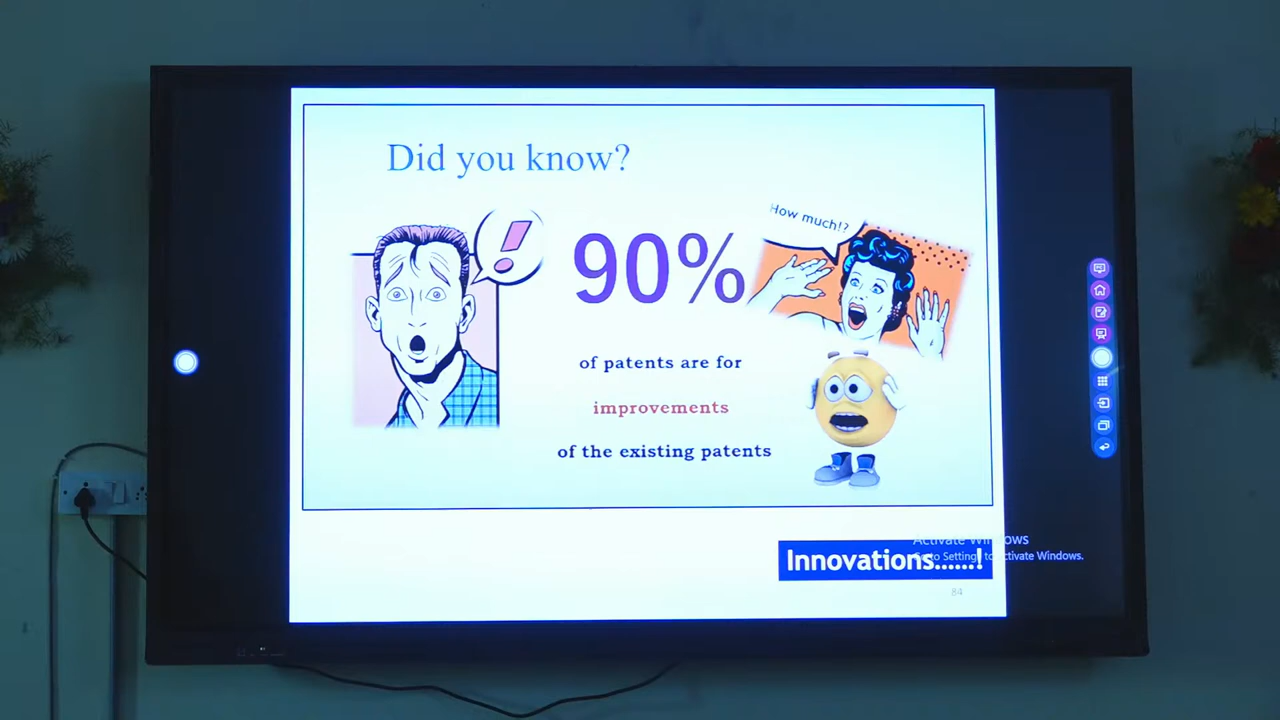 Did you know?
How much!?
!
90%
of patents are for
improvements
of the existing patents
Activate Windows
Go to Settings to activate Windows.
Innovations......!
84